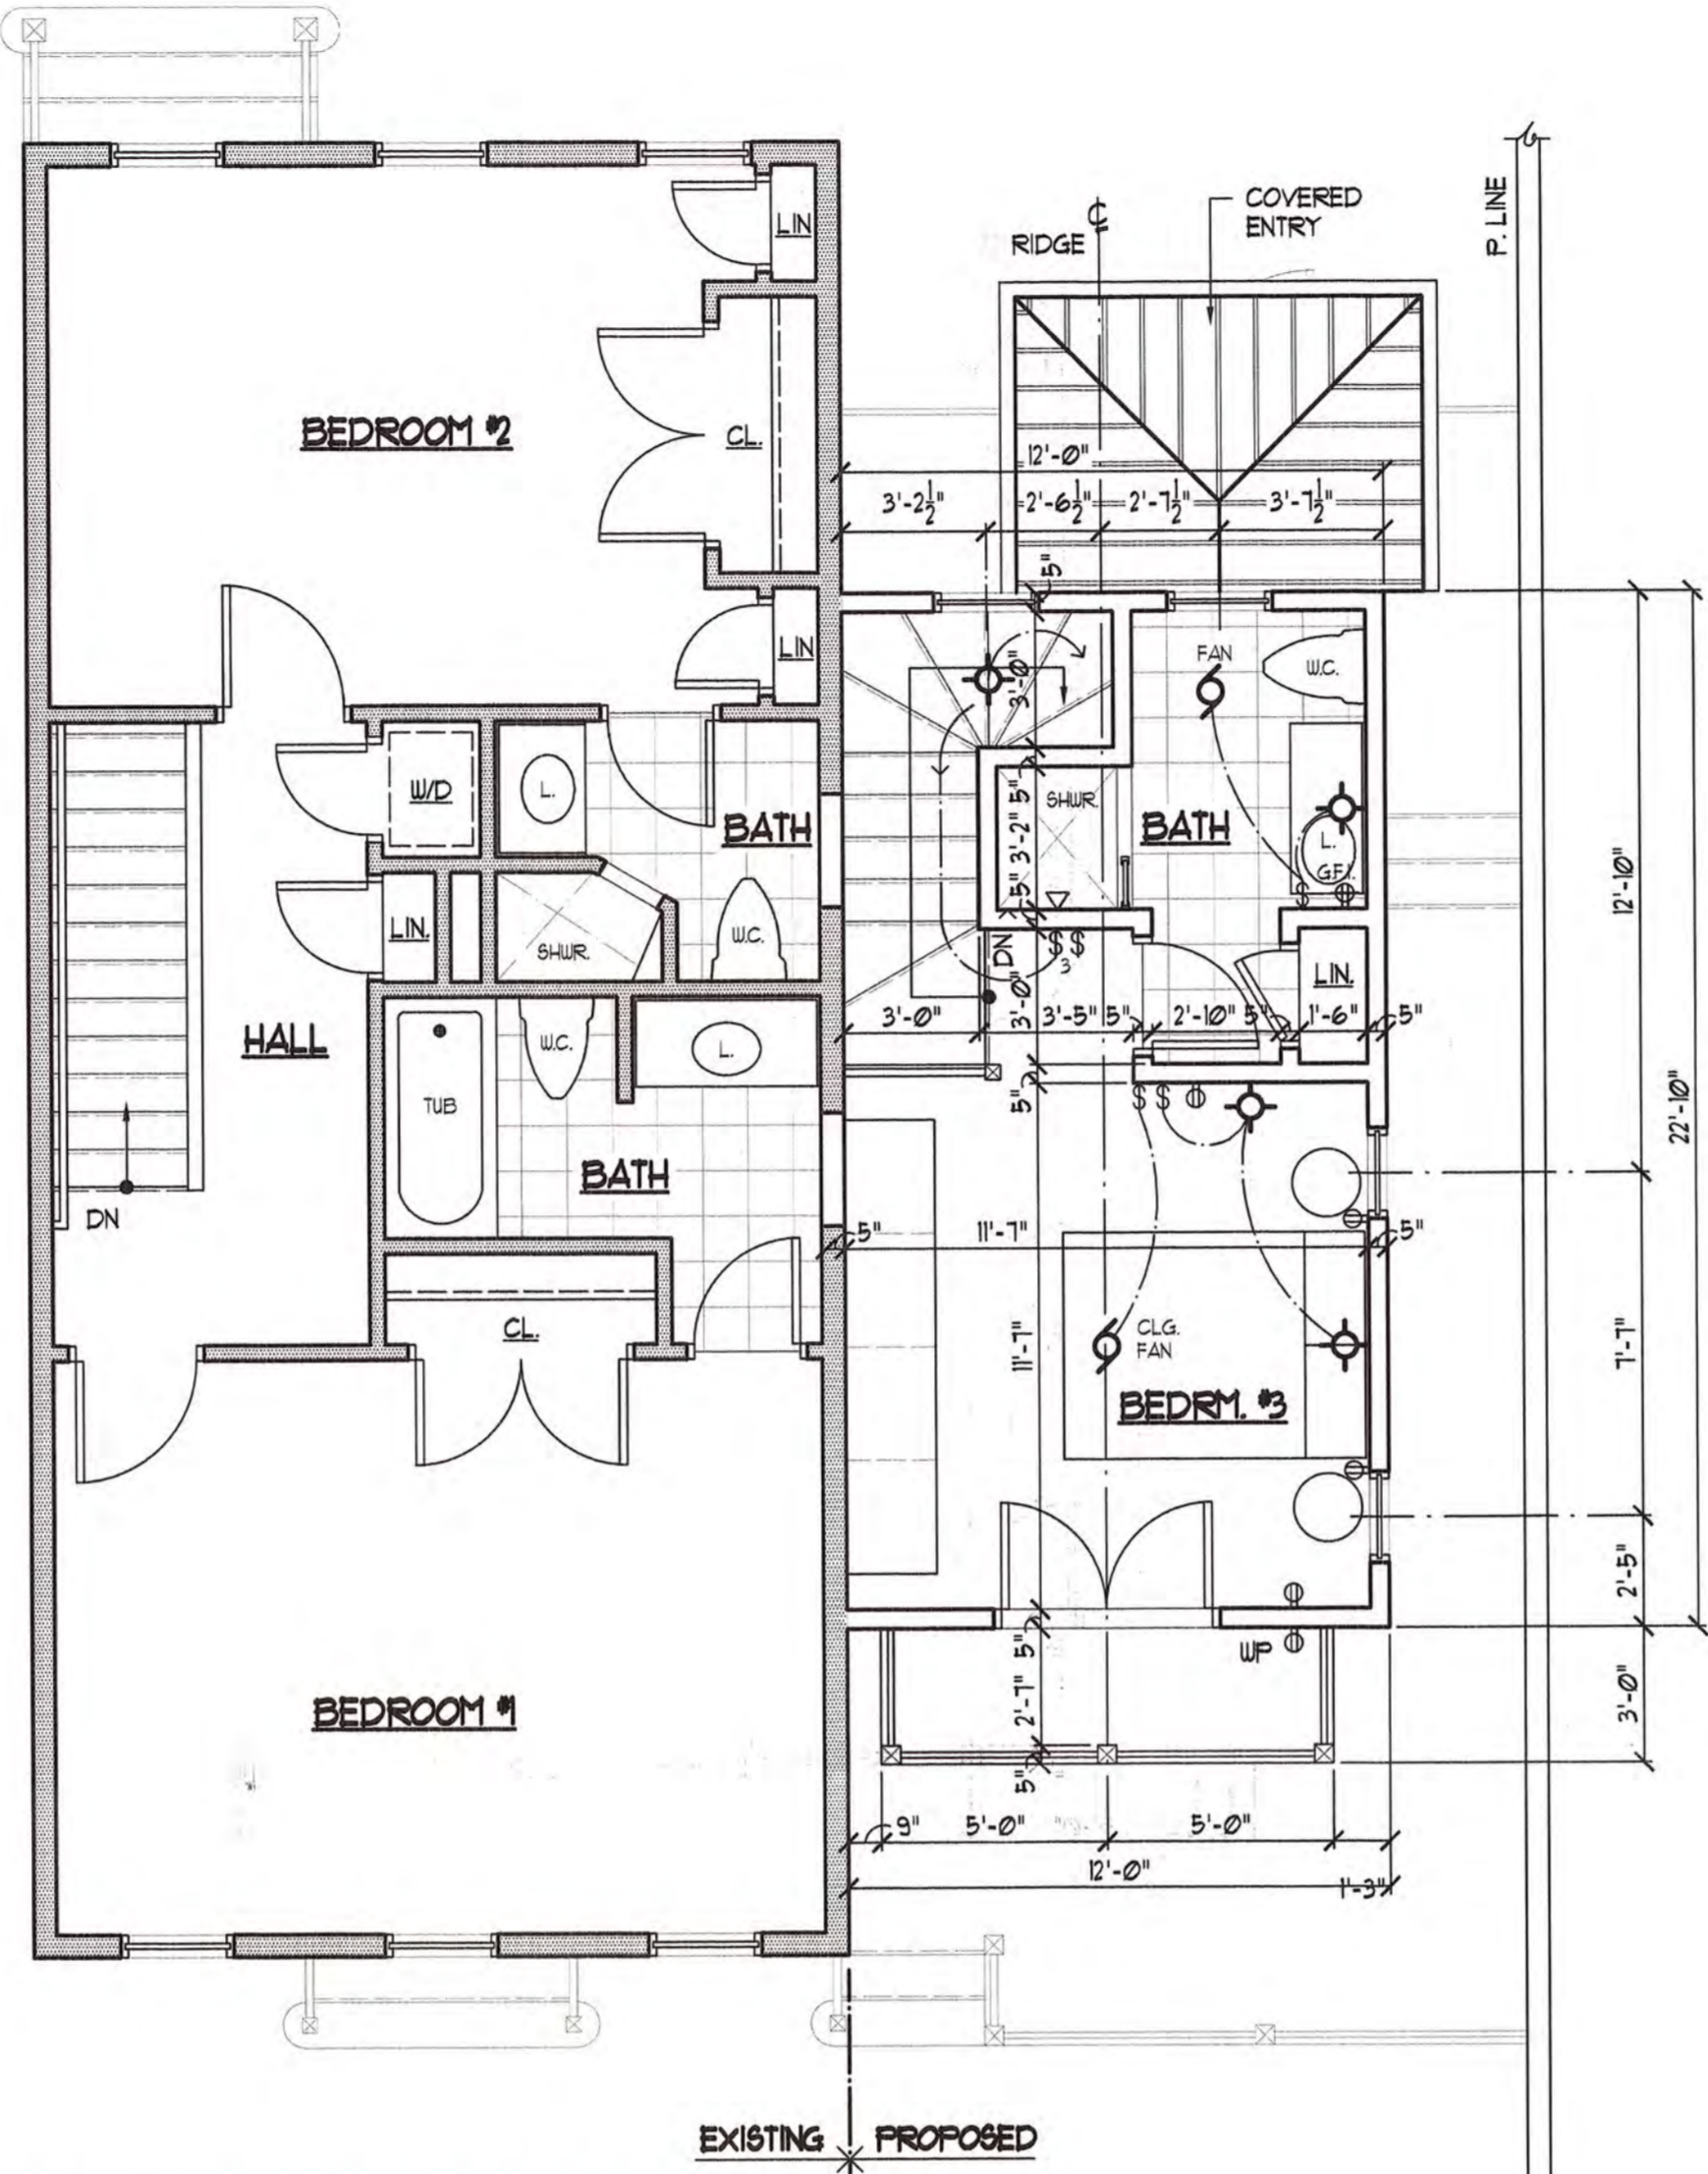 COVERED
ENTRY
P. LINE
RIDGE
LIN
BEDROOM #2
CL.
12'-0"
3'-2½"
2'-6½"
2'-7½"
3'-7½"
5"
LIN
FAN
W.C.
3'-0"
W/D
L.
BATH
5"
SHWR.
BATH
L.
G.F.I.
3'-2"
5"
12'-10"
LIN.
SHWR.
W.C.
DN
$ $
3
LIN.
HALL
W.C.
L.
3'-0"
3'-0"
3'-5"
5"
2'-10"
5"
1'-6"
5"
TUB
5"
$ $
22'-10"
BATH
DN
5"
11'-7"
5"
CL.
11'-7"
CLG.
FAN
7'-7"
BEDRM. #3
2'-5"
BEDROOM #1
5"
WP
2'-7"
3'-0"
5"
9"
5'-0"
5'-0"
12'-0"
1'-3"
EXISTING
PROPOSED